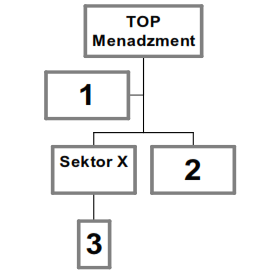 TOP
Menadzment
1
Sektor X
2
3